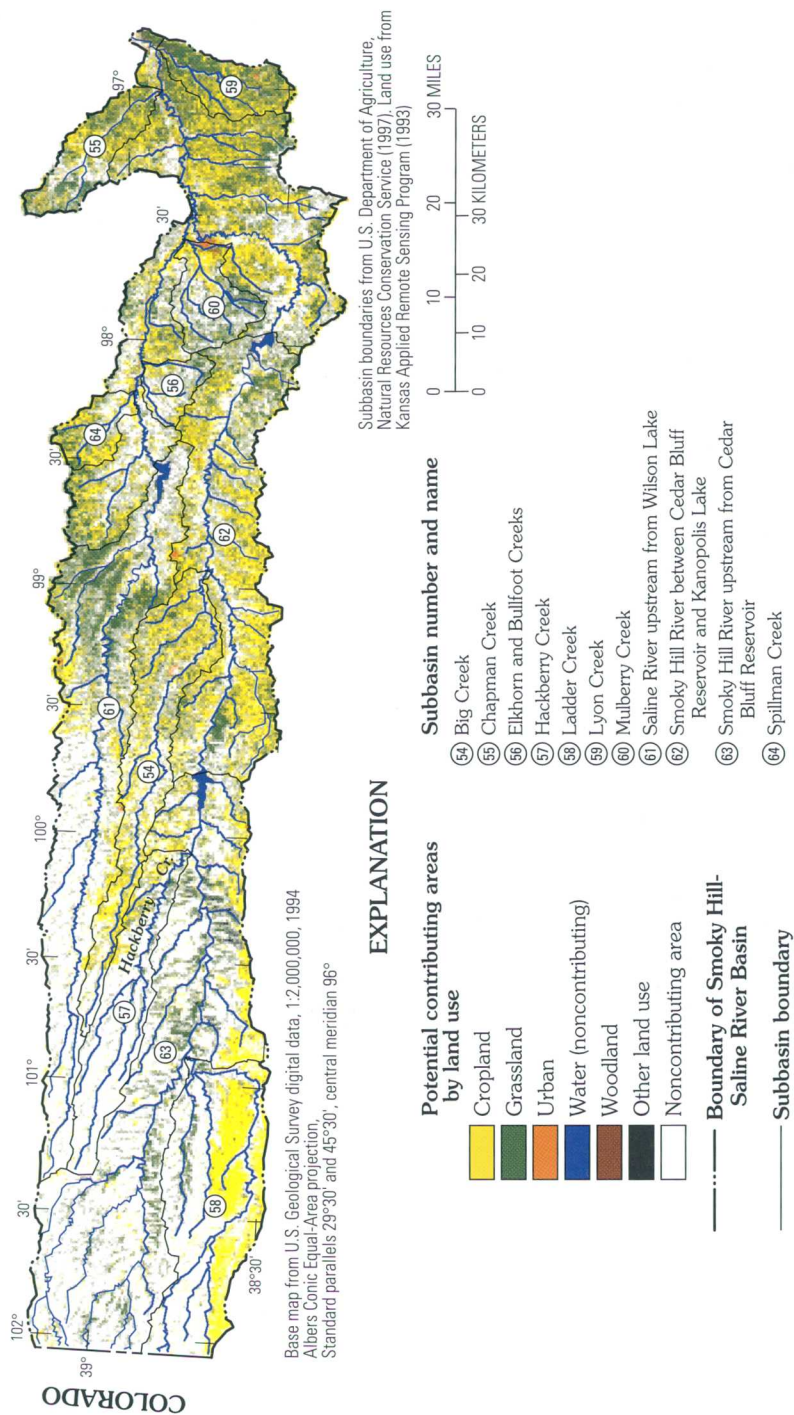 COLORADO
102°
30'
101°
30'
100°
30'
99°
30'
98°
30'
97°
39°
38°30'
Hackberry Cr.
55
59
60
56
64
62
61
54
57
63
58
Base map from U.S. Geological Survey digital data, 1:2,000,000, 1994
Albers Conic Equal-Area projection,
Standard parallels 29°30' and 45°30', central meridian 96°
Subbasin boundaries from U.S. Department of Agriculture,
Natural Resources Conservation Service (1997). Land use from
Kansas Applied Remote Sensing Program (1993)
0 10 20 30 MILES
0 10 20 30 KILOMETERS
EXPLANATION
Potential contributing areas
by land use
Cropland
Grassland
Urban
Water (noncontributing)
Woodland
Other land use
Noncontributing area
Boundary of Smoky Hill-
Saline River Basin
Subbasin boundary
Subbasin number and name
54 Big Creek
55 Chapman Creek
56 Elkhorn and Bullfoot Creeks
57 Hackberry Creek
58 Ladder Creek
59 Lyon Creek
60 Mulberry Creek
61 Saline River upstream from Wilson Lake
62 Smoky Hill River between Cedar Bluff
Reservoir and Kanopolis Lake
63 Smoky Hill River upstream from Cedar
Bluff Reservoir
64 Spillman Creek